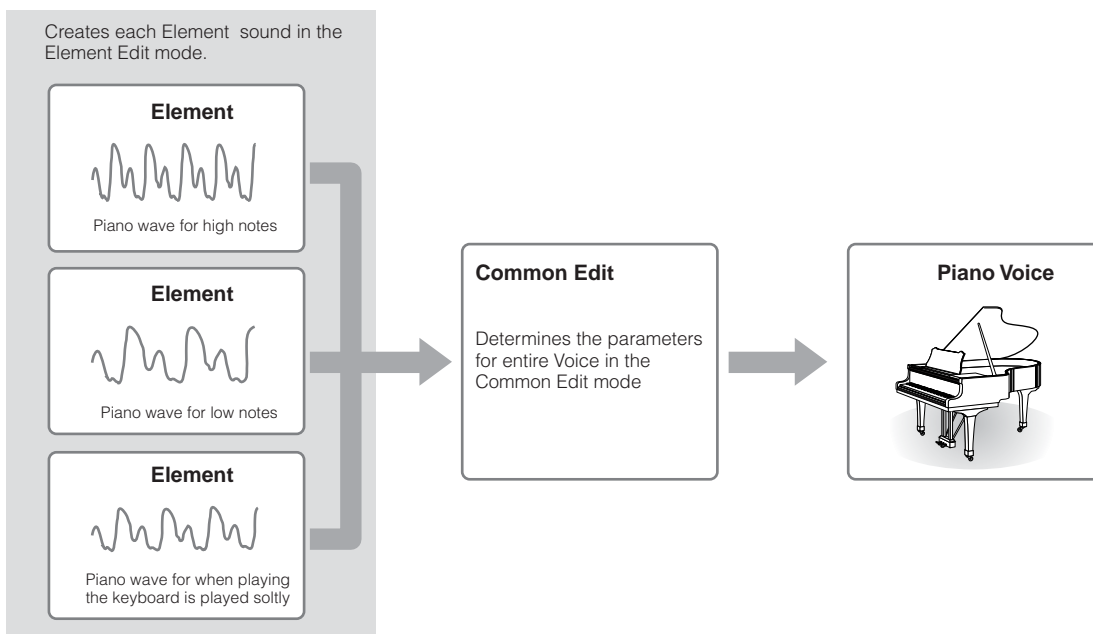 Creates each Element sound in the
Element Edit mode.
Element
Piano wave for high notes
Element
Piano wave for low notes
Element
Piano wave for when playing
the keyboard is played soltly
Common Edit
Determines the parameters
for entire Voice in the
Common Edit mode
Piano Voice